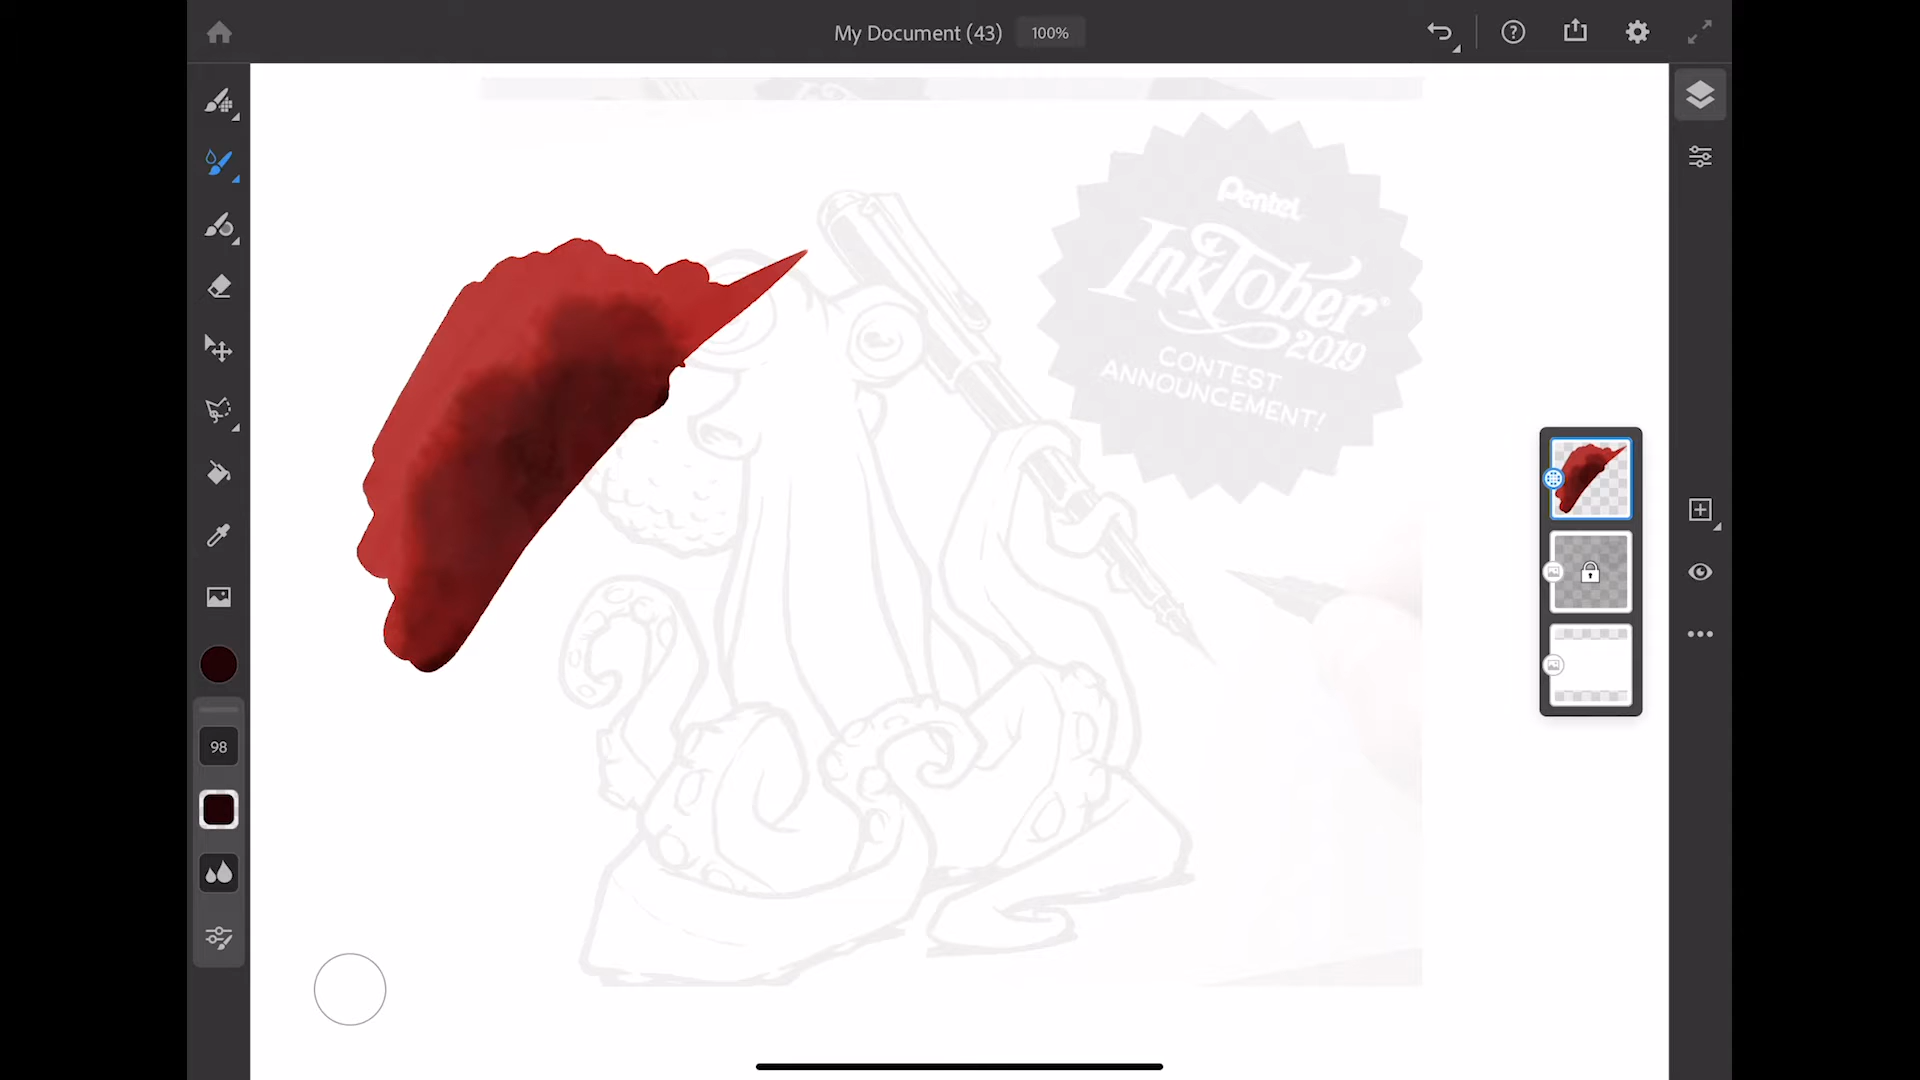 My Document (43)
100%
Pentel
InkTober
2019
CONTEST
ANNOUNCEMENT!
98